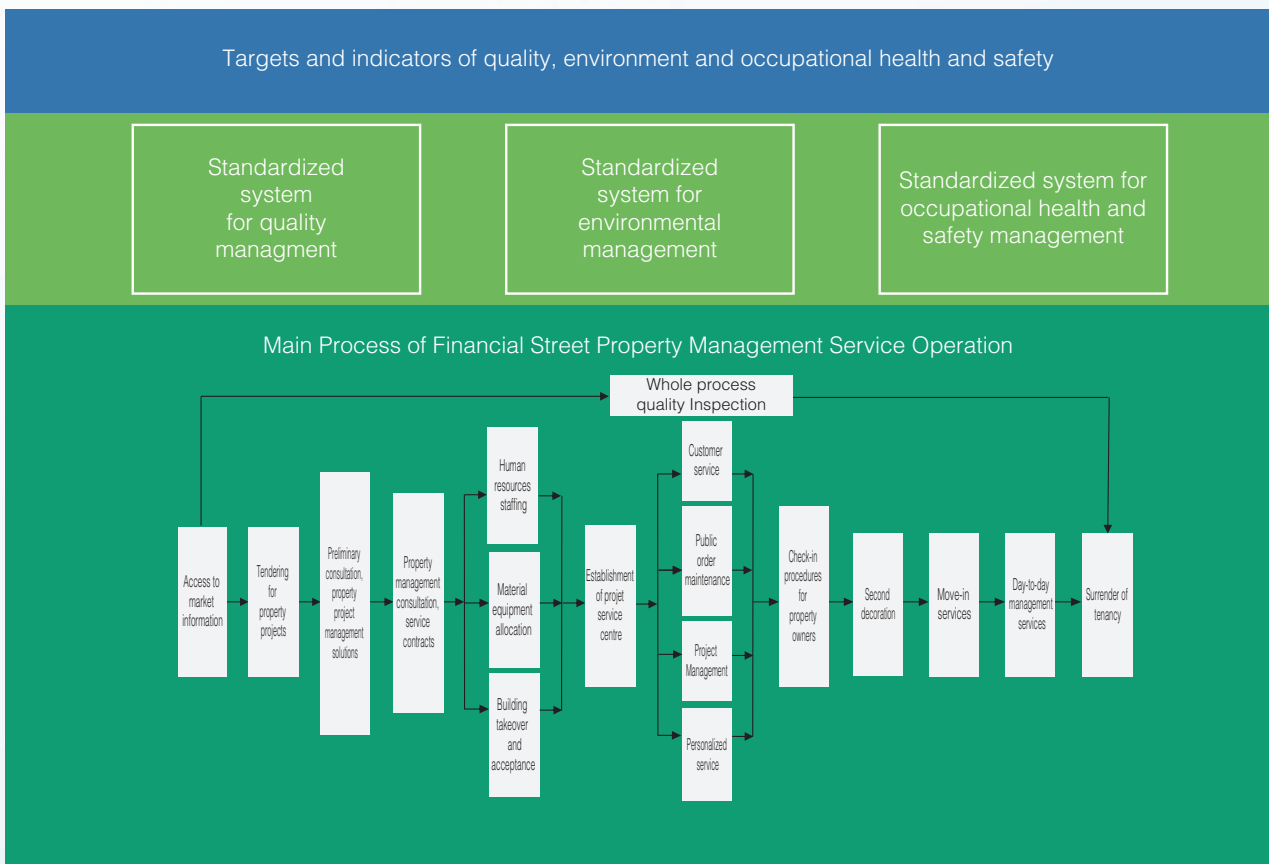 Targets and indicators of quality, environment and occupational health and safety
Standardized
system
for quality
managment
Standardized
system for
environmental
management
Standardized system for
occupational health and
safety management
Main Process of Financial Street Property Management Service Operation
Whole process
quality Inspection
Access to
market
information
Tendering
for
property
projects
Preliminary
consultation,
property
project
management
solutions
Property
management
consultation,
service
contracts
Human
resources
staffing
Material
equipment
allocation
Building
takeover
and
acceptance
Establishment
of projet
service
centre
Customer
service
Public
order
maintenance
Project
Management
Personalized
service
Check-in
procedures
for
property
owners
Second
decoration
Move-in
services
Day-to-day
management
services
Surrender of
tenancy